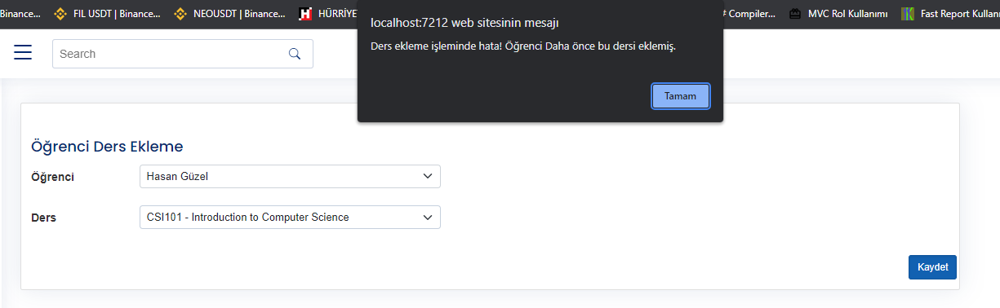 Binance...
FIL USDT | Binance...
NEOUSDT | Binance...
HÜRRİYE
# Compiler...
MVC Rol Kullanımı
Fast Report Kullanı
localhost:7212 web sitesinin mesajı
Ders ekleme işleminde hata! Öğrenci Daha önce bu dersi eklemiş.
Tamam
Search
Öğrenci Ders Ekleme
Öğrenci
Hasan Güzel
Ders
CSI101 - Introduction to Computer Science
Kaydet